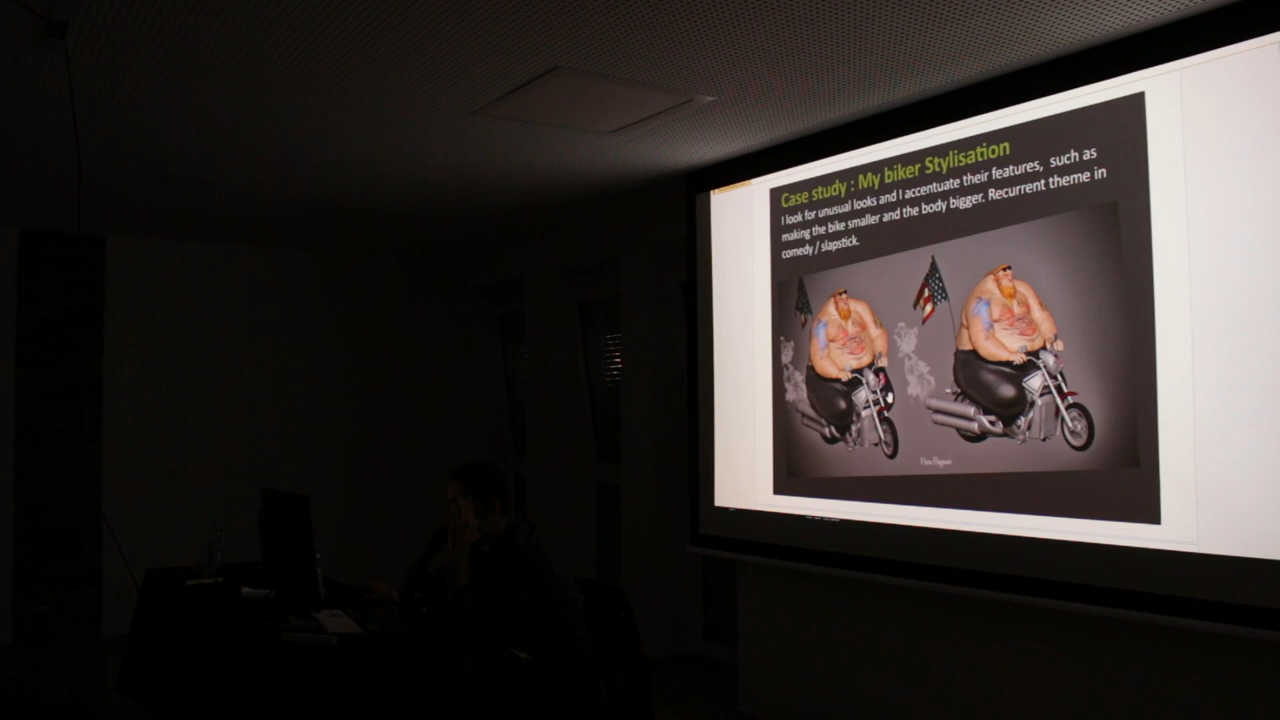 Case study : My biker Stylisation
I look for unusual looks and I accentuate their features, such as
making the bike smaller and the body bigger. Recurrent theme in
comedy / slapstick.